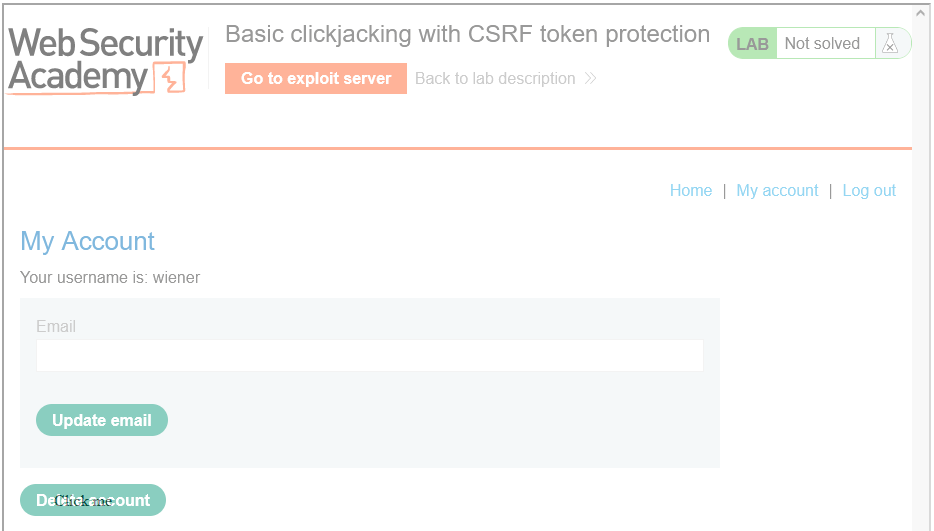 Web Security
Academy
Basic clickjacking with CSRF token protection
LAB Not solved
Go to exploit server Back to lab description >>
Home | My account | Log out
My Account
Your username is: wiener
Email
Update email
Delete account
Click me